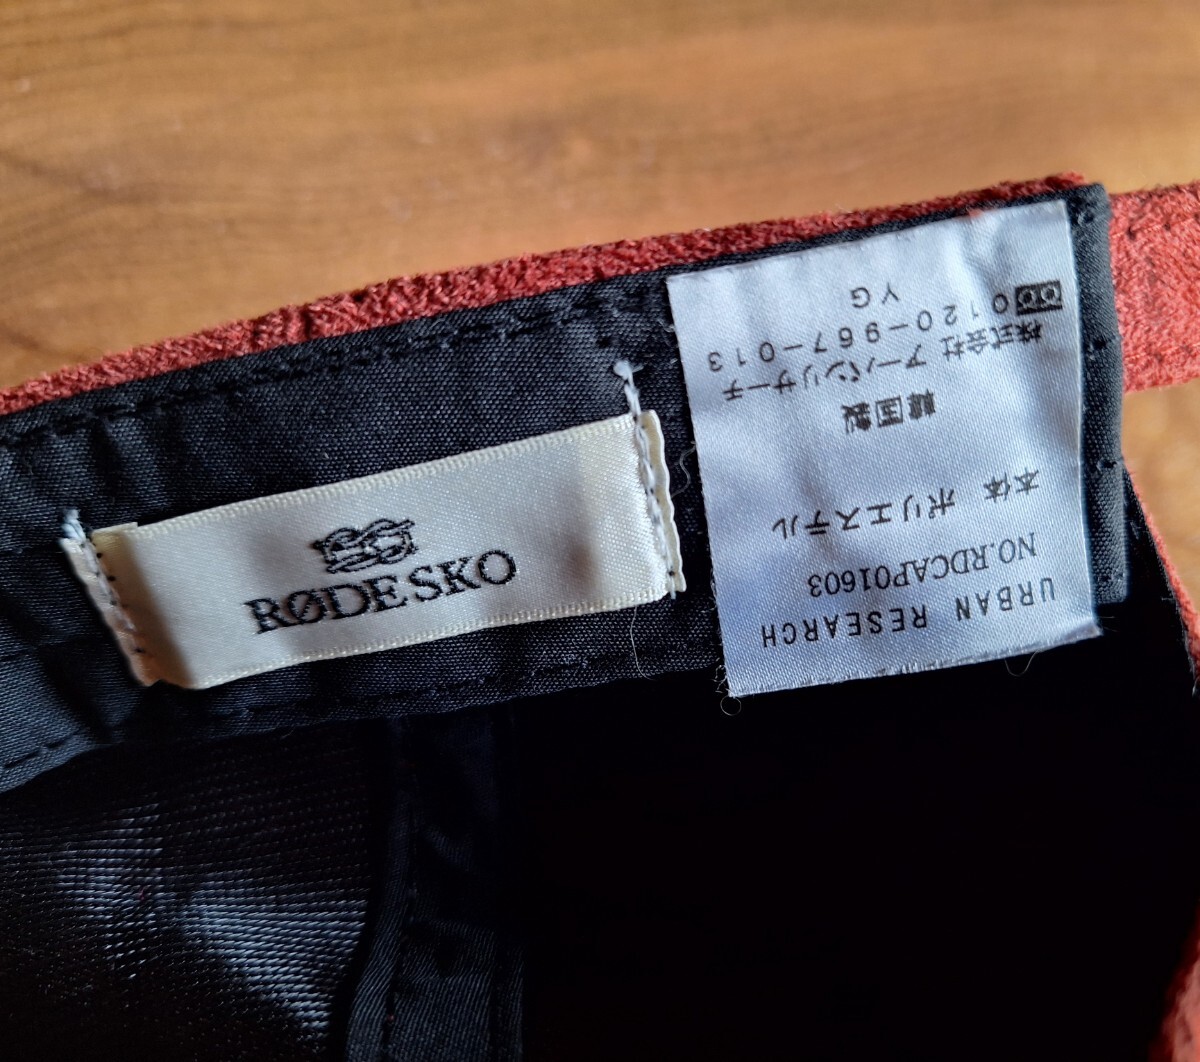 RØDE SKO
URBAN RESEARCH
NO.RDCAP01603
本体 ポリエステル
韓国製
株式会社 アーバンリサーチ
0120-967-013
YG